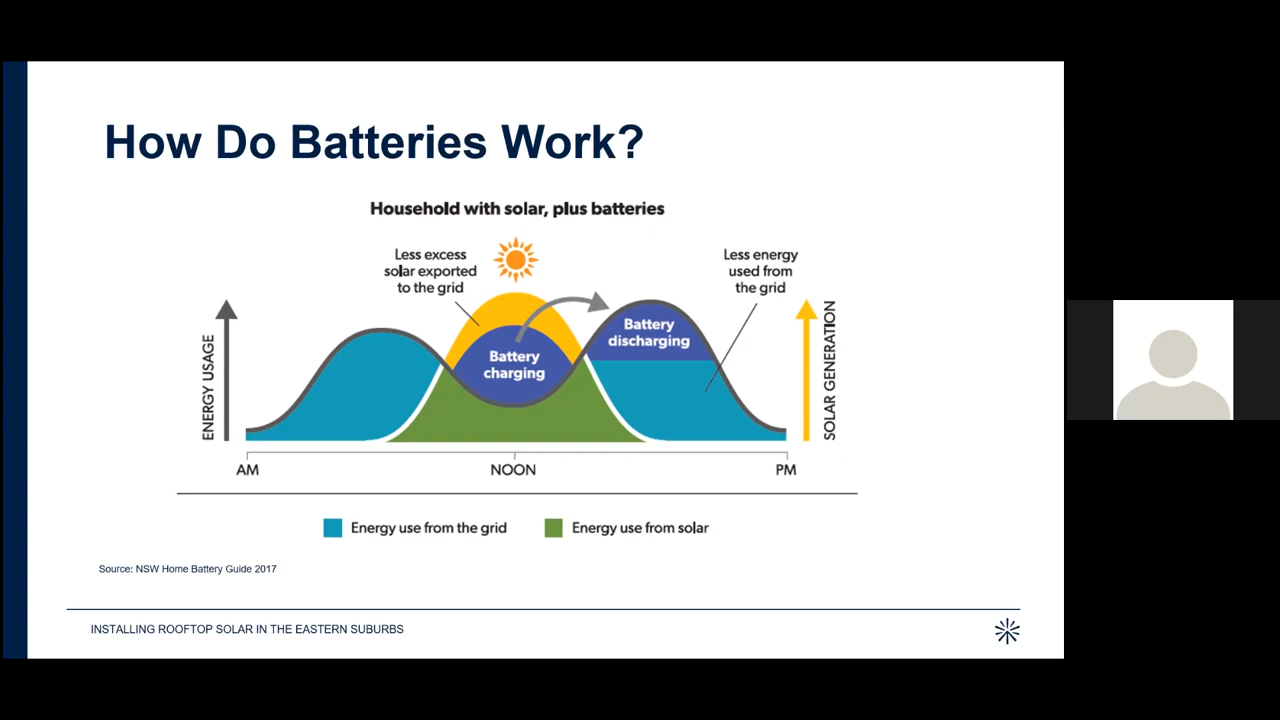 How Do Batteries Work?
Household with solar, plus batteries
Less excess
solar exported
to the grid
Less energy
used from
the grid
Battery
charging
Battery
discharging
ENERGY USAGE
SOLAR GENERATION
AM
NOON
PM
Energy use from the grid
Energy use from solar
Source: NSW Home Battery Guide 2017
INSTALLING ROOFTOP SOLAR IN THE EASTERN SUBURBS